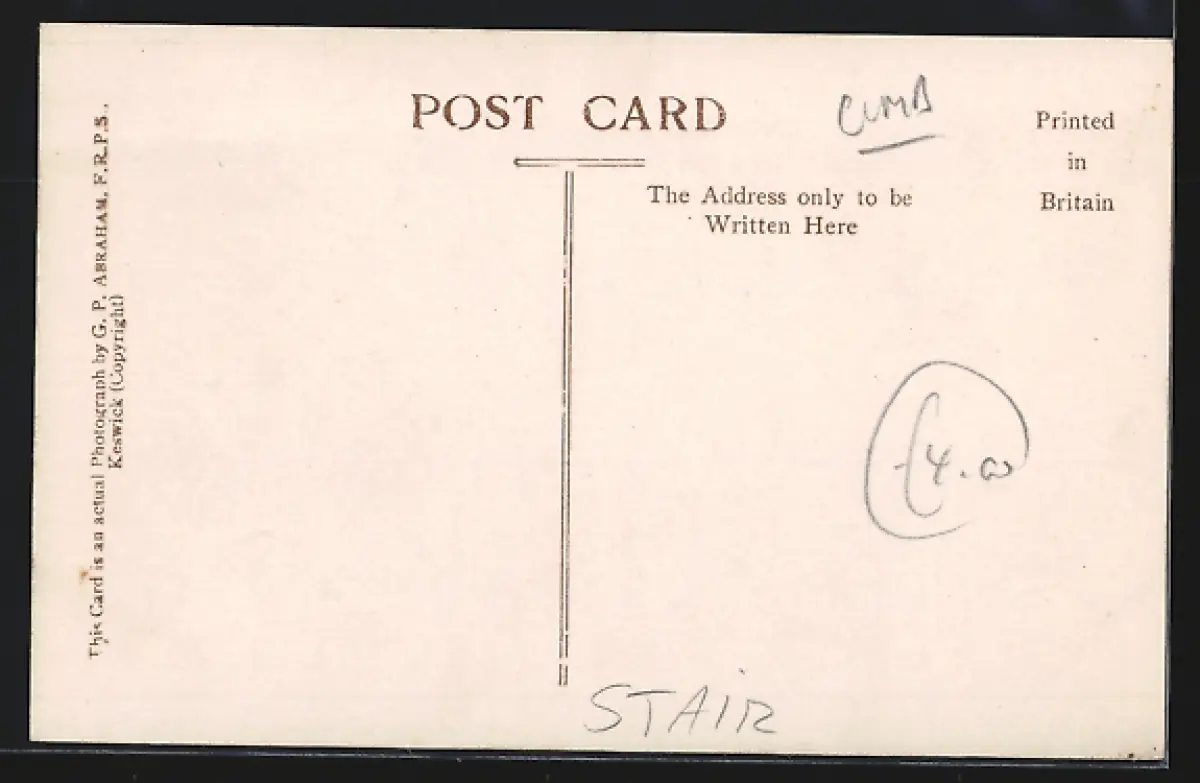 POST CARD
CUMB
Printed
in
Britain
The Address only to be
Written Here
This Card is an actual Photograph by G. P. ABRAHAM, F.R.P.S.,
Keswick (Copyright)
£4.00
STAIR